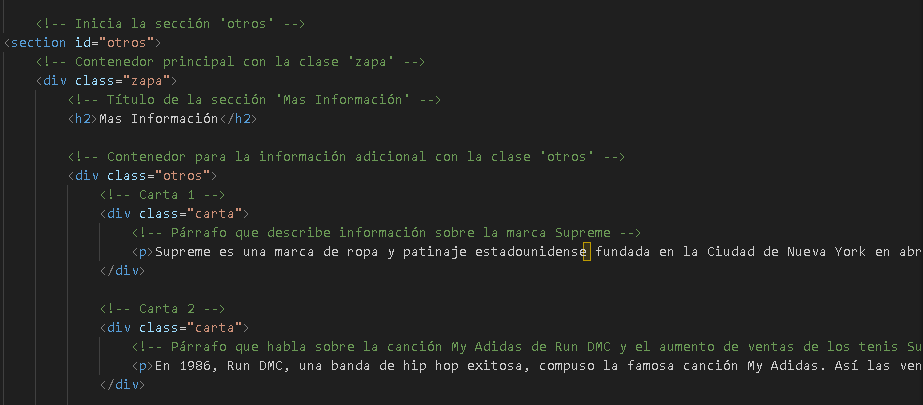 <!-- Inicia la sección 'otros' -->
<section id="otros">
<!-- Contenedor principal con la clase 'zapa' -->
<div class="zapa">
<!-- Título de la sección 'Mas Información' -->
<h2>Mas Información</h2>
<!-- Contenedor para la información adicional con la clase 'otros' -->
<div class="otros">
<!-- Carta 1 -->
<div class="carta">
<!-- Párrafo que describe información sobre la marca Supreme -->
<p>Supreme es una marca de ropa y patinaje estadounidense fundada en la Ciudad de Nueva York en abr
</div>
<!-- Carta 2 -->
<div class="carta">
<!-- Párrafo que habla sobre la canción My Adidas de Run DMC y el aumento de ventas de los tenis Su
<p>En 1986, Run DMC, una banda de hip hop exitosa, compuso la famosa canción My Adidas. Así las ven
</div>